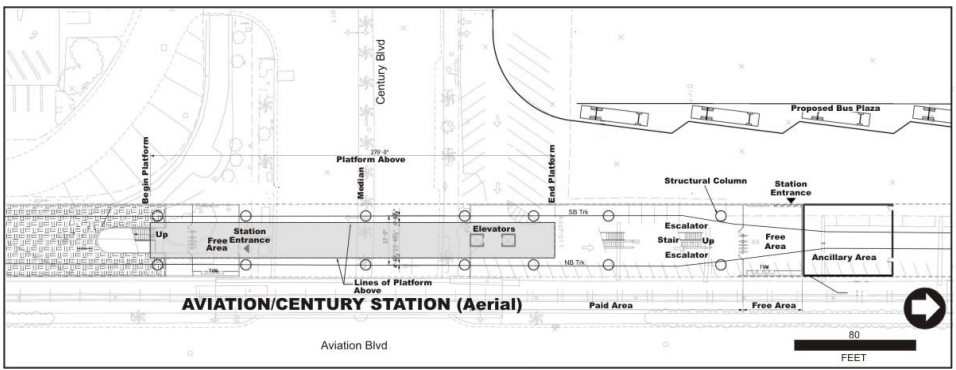 Century Blvd
Proposed Bus Plaza
270'-0"
Platform Above
Begin Platform
Median
End Platform
Structural Column
Station
Entrance
SB Trk
Up
Free
Area
Station
Entrance
Elevators
Escalator
Stair
Up
Escalator
Free
Area
Ancillary Area
NB Trk
TVMs
TVMs
Lines of Platform
Above
AVIATION/CENTURY STATION (Aerial)
Paid Area
Free Area
Aviation Blvd
80
FEET